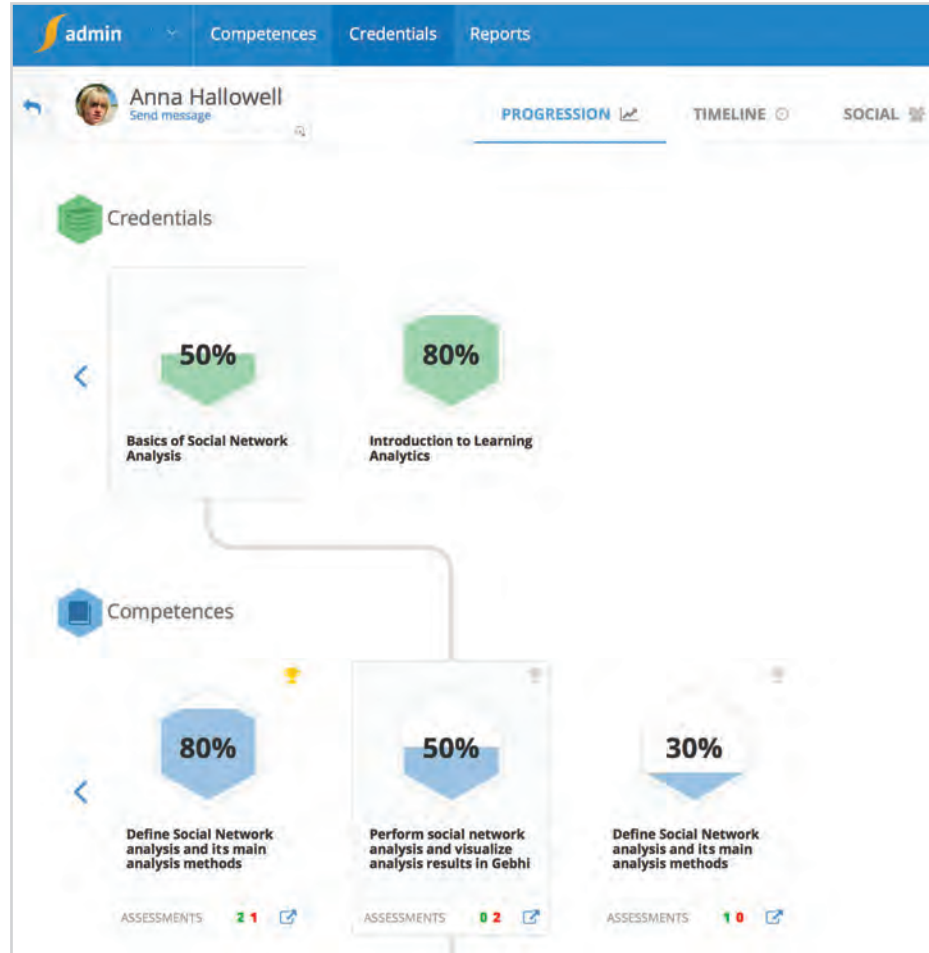 admin Competences Credentials Reports
Anna Hallowell
Send message
PROGRESSION TIMELINE SOCIAL
Credentials
50% 80%
Basics of Social Network Introduction to Learning
Analysis Analytics
Competences
80% 50% 30%
Define Social Network Perform social network Define Social Network
analysis and its main analysis and visualize analysis and its main
analysis methods analysis results in Gebhi analysis methods
ASSESSMENTS 2 1 ASSESSMENTS 0 2 ASSESSMENTS 1 0